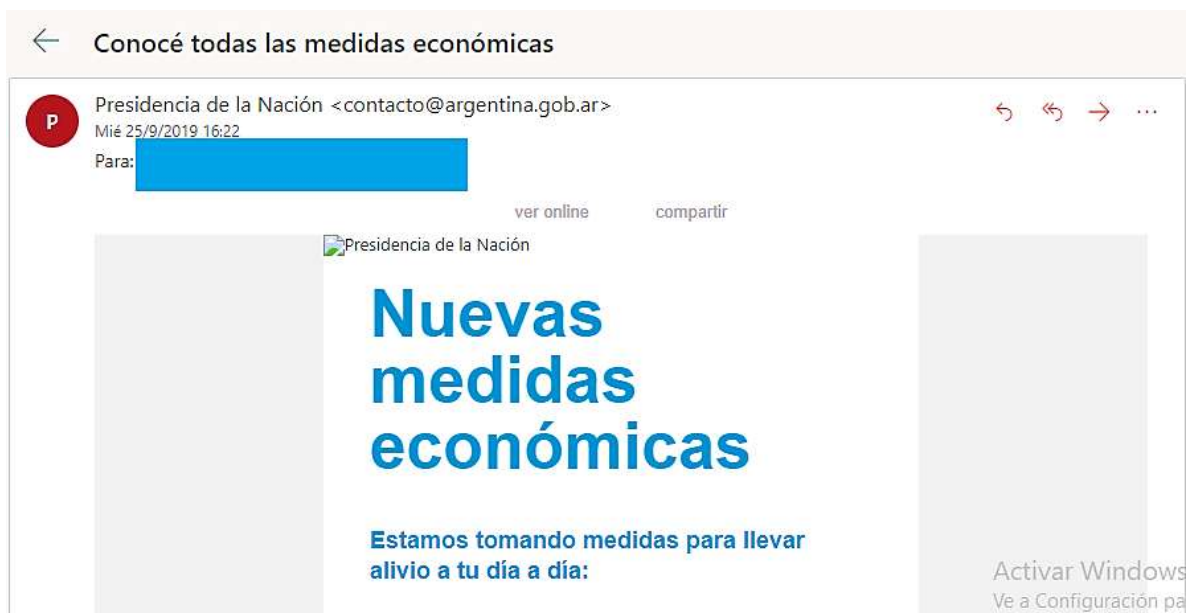 Conocé todas las medidas económicas
P
Presidencia de la Nación <contacto@argentina.gob.ar>
Mié 25/9/2019 16:22
Para:
ver online compartir
Presidencia de la Nación
Nuevas
medidas
económicas
Estamos tomando medidas para llevar
alivio a tu día a día:
Activar Windows
Ve a Configuración pa